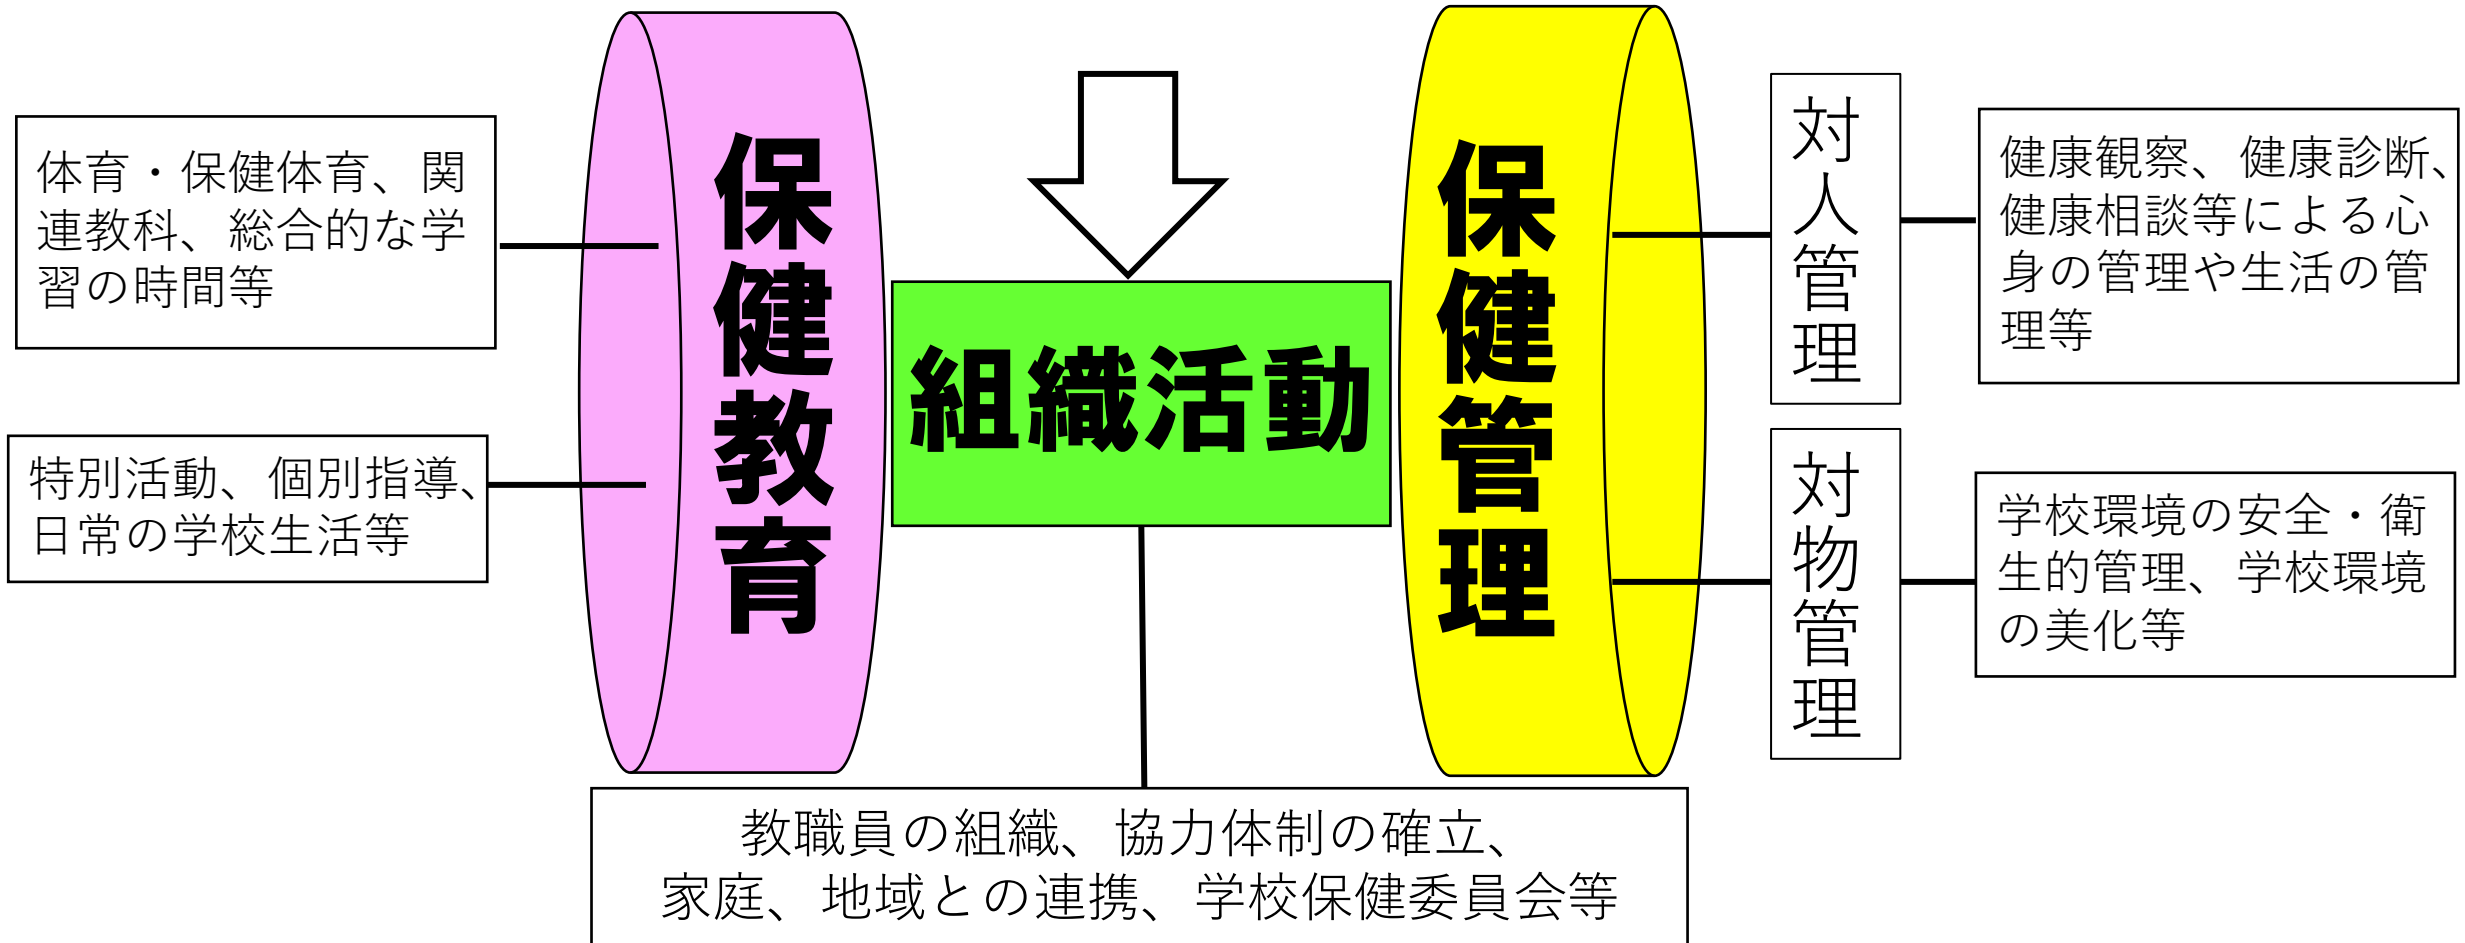 体育・保健体育、関
連教科、総合的な学
習の時間等
特別活動、個別指導、
日常の学校生活等
保健教育
組織活動
保健管理
対人管理
健康観察、健康診断、
健康相談等による心
身の管理や生活の管
理等
対物管理
学校環境の安全・衛
生的管理、学校環境
の美化等
教職員の組織、協力体制の確立、
家庭、地域との連携、学校保健委員会等